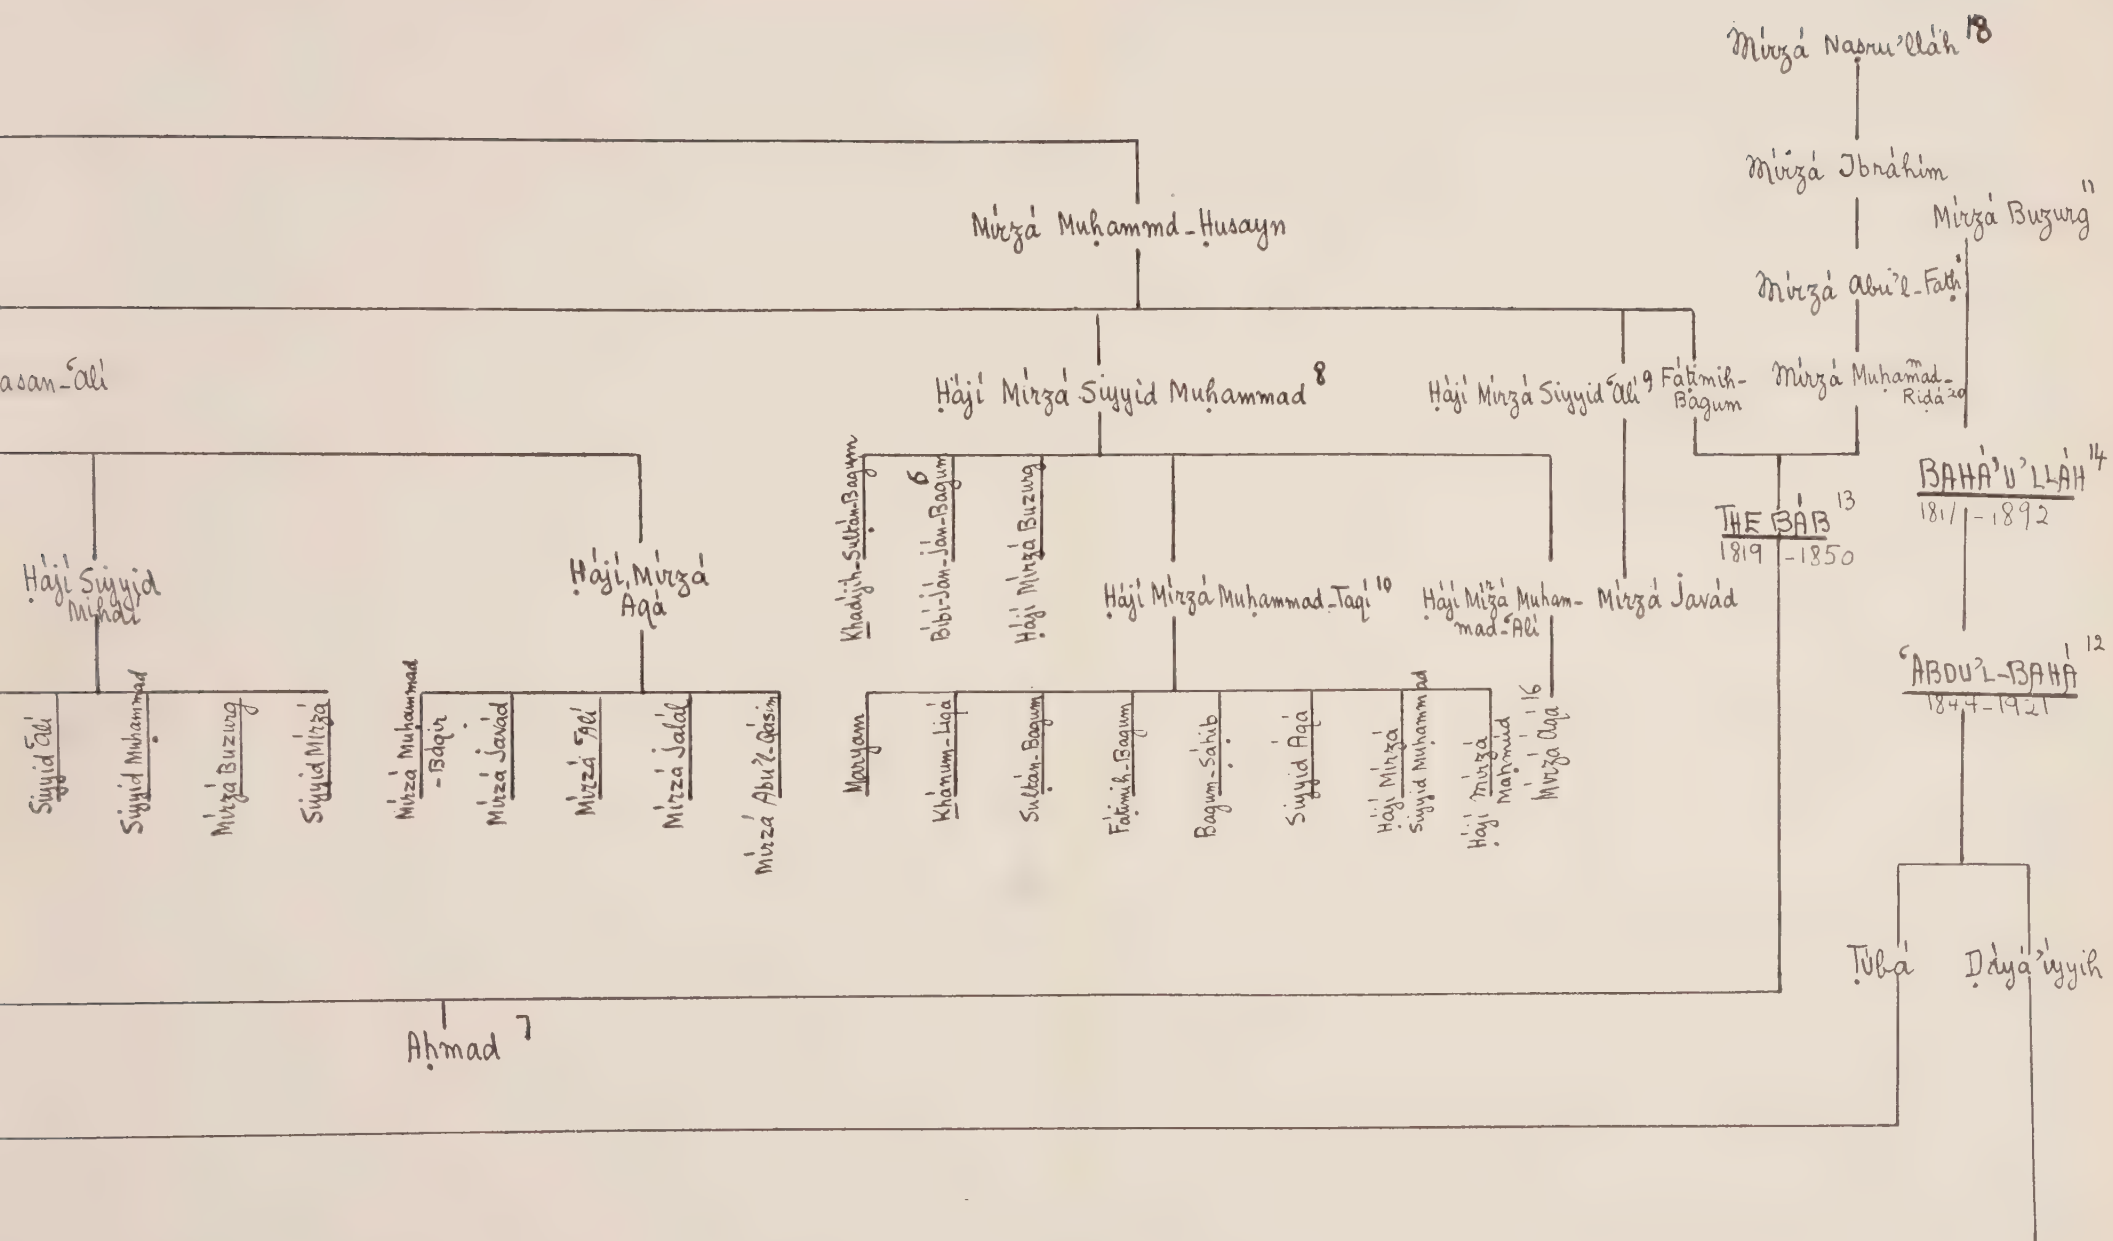 Mírzá Naṣru'lláh 18
Mírzá Ibráhím
Mírzá Buzurg 11
Mírzá Muḥammd-Ḥusayn
Mírzá Abu'l-Fatḥ
asan-‘Alí
Ḥájí Mírzá Siyyid Muḥammad 8
Ḥájí Mírzá Siyyid ‘Alí 9
Fáṭimih-
Bagum
Mírzá Muḥammad-
Riḍá 20
BAHÁ'U'LLÁH 14
1817-1892
THE BÁB 13
1819-1850
Khadíjih-Sulṭán-Bagum
Bíbí-Ján-Ján-Bagum 6
Ḥájí Mírzá Buzurg
Ḥájí Siyyid
Mihdí
Ḥájí Mírzá
Aqá
Ḥájí Mírzá Muḥammad-Taqí 10
Ḥájí Mírzá Muḥam-
mad-‘Alí
Mírzá Javád
‘ABDU'L-BAHÁ 12
1844-1921
Siyyid ‘Alí
Siyyid Muḥammad
Mírzá Buzurg
Siyyid Mírzá
Mírzá Muḥammad
-Báqir
Mírzá Javád
Mírzá ‘Alí
Mírzá Jalál
Mírzá Abu'l-Qásim
Maryam
Khánum-Liqá
Sulṭán-Bagum
Fáṭimih-Bagum
Bagum-Ṣáḥib
Siyyid Áqá
Ḥájí Mírzá
Siyyid Muḥammad
Ḥájí Mírzá
Maḥmúd
Mírzá Áqá 16
Ṭúbá
Ḍíyá'íyyih
Aḥmad 7